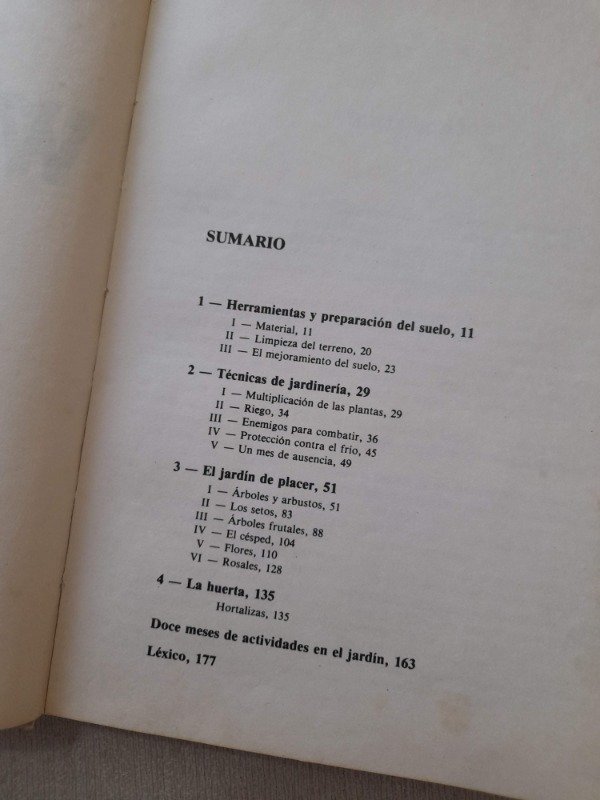 SUMARIO
1 — Herramientas y preparación del suelo, 11
I — Material, 11
II — Limpieza del terreno, 20
III — El mejoramiento del suelo, 23
2 — Técnicas de jardinería, 29
I — Multiplicación de las plantas, 29
II — Riego, 34
III — Enemigos para combatir, 36
IV — Protección contra el frío, 45
V — Un mes de ausencia, 49
3 — El jardín de placer, 51
I — Árboles y arbustos, 51
II — Los setos, 83
III — Árboles frutales, 88
IV — El césped, 104
V — Flores, 110
VI — Rosales, 128
4 — La huerta, 135
Hortalizas, 135
Doce meses de actividades en el jardín, 163
Léxico, 177